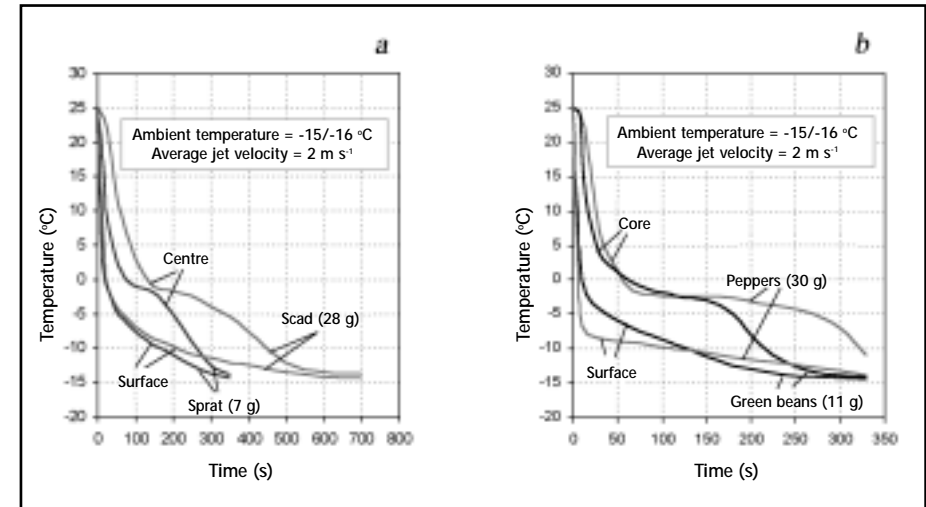 a
30
25
20
15
10
5
0
-5
-10
-15
-20
Temperature (°C)
Ambient temperature = -15/-16 °C
Average jet velocity = 2 m s-1
Centre
Scad (28 g)
Surface
Sprat (7 g)
0 100 200 300 400 500 600 700 800
Time (s)
b
30
25
20
15
10
5
0
-5
-10
-15
-20
Temperature (°C)
Ambient temperature = -15/-16 °C
Average jet velocity = 2 m s-1
Core
Peppers (30 g)
Surface
Green beans (11 g)
0 50 100 150 200 250 300 350
Time (s)